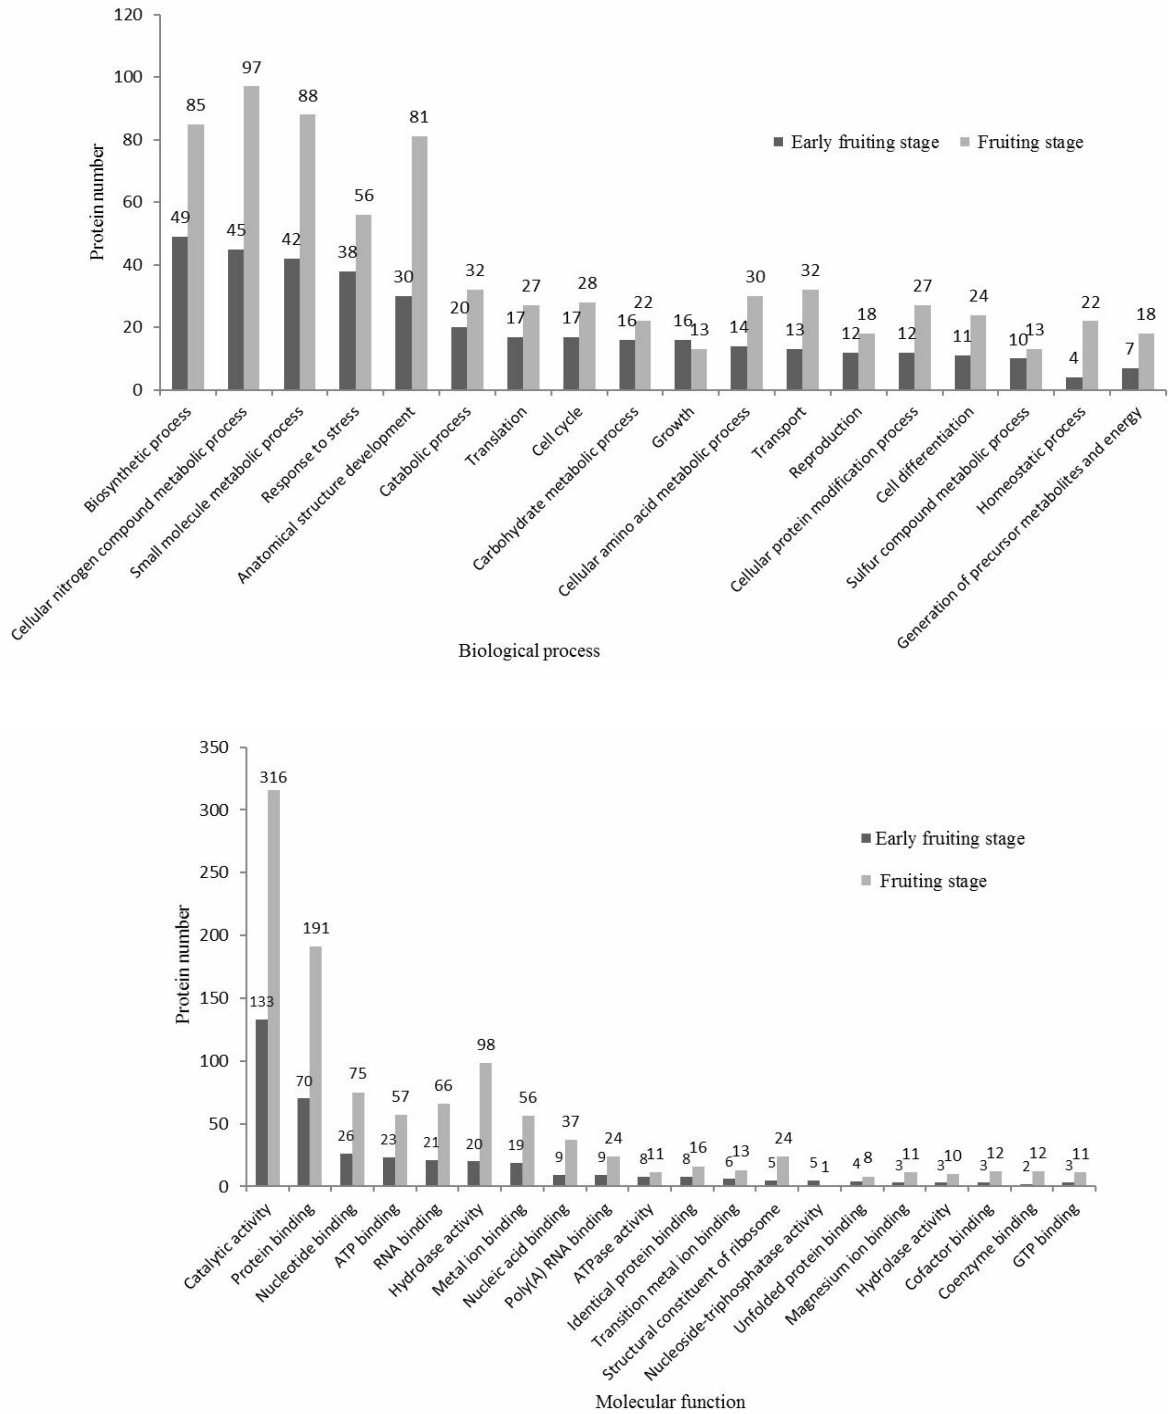 120
100
80
60
40
20
0
Protein number
Early fruiting stage Fruiting stage
49 85
45 97
42 88
38 56
30 81
20 32
17 27
17 28
16 22
16 13
14 30
13 32
12 18
12 27
11 24
10 13
4 22
7 18
Biosynthetic process
Cellular nitrogen compound metabolic process
Small molecule metabolic process
Response to stress
Anatomical structure development
Catabolic process
Translation
Cell cycle
Carbohydrate metabolic process
Growth
Cellular amino acid metabolic process
Transport
Reproduction
Cellular protein modification process
Cell differentiation
Sulfur compound metabolic process
Homeostatic process
Generation of precursor metabolites and energy
Biological process
350
300
250
200
150
100
50
0
Protein number
Early fruiting stage
Fruiting stage
133 316
70 191
26 75
23 57
21 66
20 98
19 56
9 37
9 24
8 11
8 16
6 13
5 24
5 1
4 8
3 11
3 10
3 12
2 12
3 11
Catalytic activity
Protein binding
Nucleotide binding
ATP binding
RNA binding
Hydrolase activity
Metal ion binding
Nucleic acid binding
Poly(A) RNA binding
ATPase activity
Identical protein binding
Transition metal ion binding
Structural constituent of ribosome
Nucleoside-triphosphatase activity
Unfolded protein binding
Magnesium ion binding
Hydrolase activity
Cofactor binding
Coenzyme binding
GTP binding
Molecular function